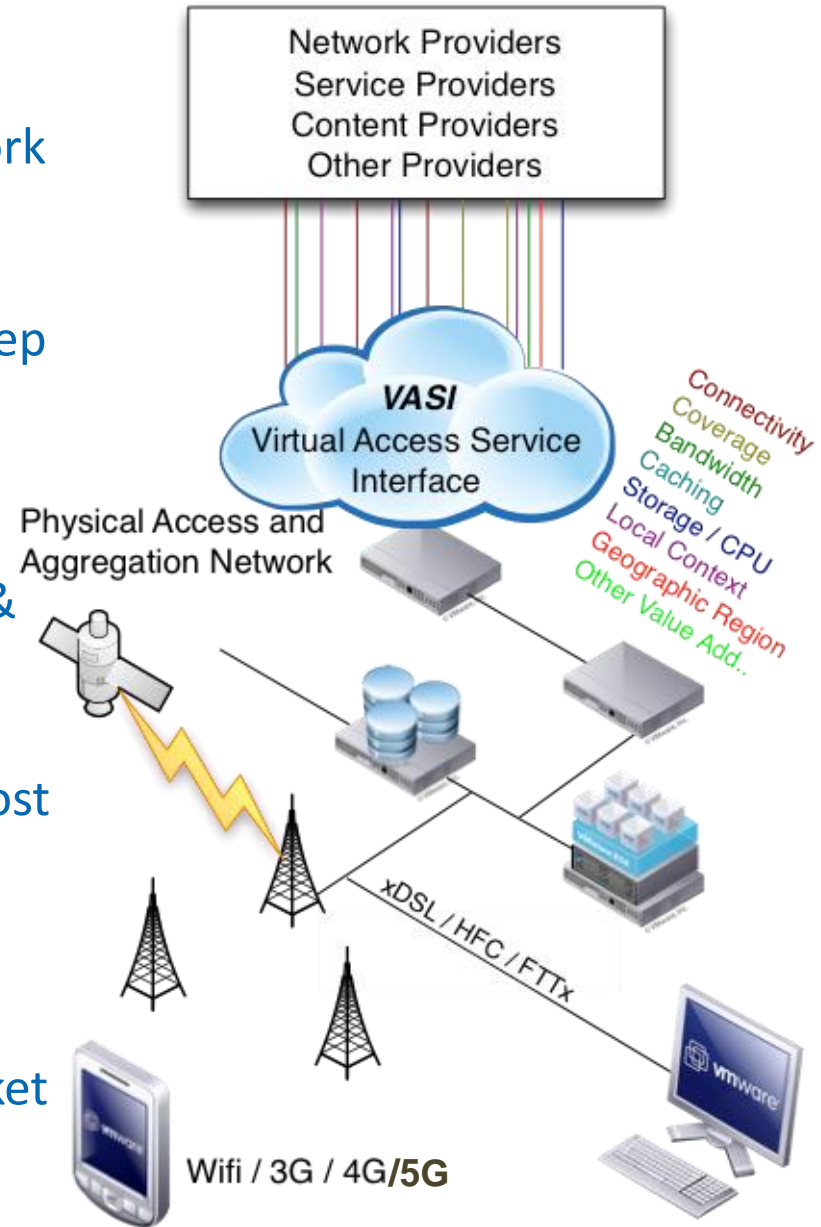 Network Providers
Service Providers
Content Providers
Other Providers
ork
ep
VASI
Virtual Access Service
Interface
Connectivity
Coverage
Bandwidth
Caching
Storage / CPU
Local Context
Geographic Region
Other Value Add..
Physical Access and
Aggregation Network
&
ost
xDSL / HFC / FTTx
ket
vmware
vmware
Wifi / 3G / 4G/5G